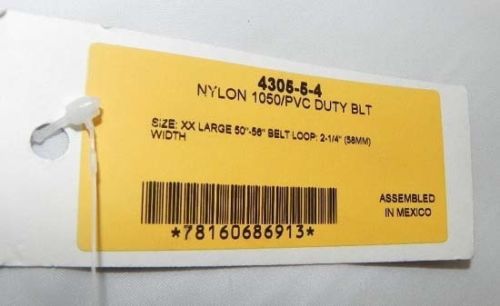 4305-5-4
NYLON 1050/PVC DUTY BLT
SIZE: XX LARGE 50"-56" BELT LOOP: 2-1/4" (58MM)
WIDTH
ASSEMBLED
IN MEXICO
*78160686913*